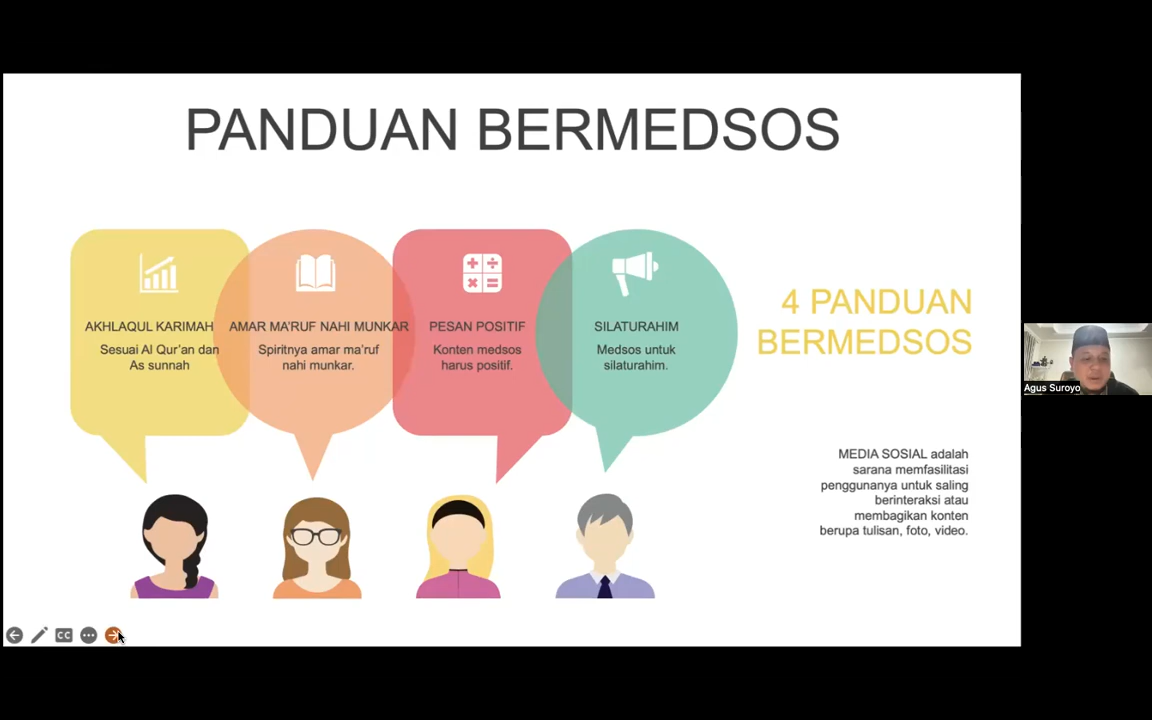 PANDUAN BERMEDSOS
AKHLAQUL KARIMAH
Sesuai Al Qur'an dan
As sunnah
AMAR MA'RUF NAHI MUNKAR
Spiritnya amar ma'ruf
nahi munkar.
PESAN POSITIF
Konten medsos
harus positif.
SILATURAHIM
Medsos untuk
silaturahim.
4 PANDUAN
BERMEDSOS
MEDIA SOSIAL adalah
sarana memfasilitasi
penggunanya untuk saling
berinteraksi atau
membagikan konten
berupa tulisan, foto, video.
Agus Suroyo
CC